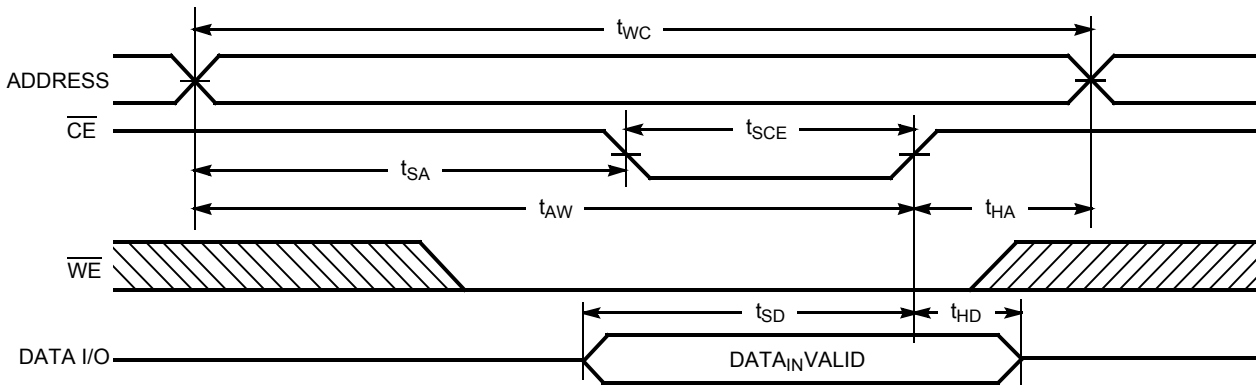 tWC
ADDRESS
CE
tSCE
tSA
tAW
tHA
WE
tSD
tHD
DATA I/O
DATAINVALID